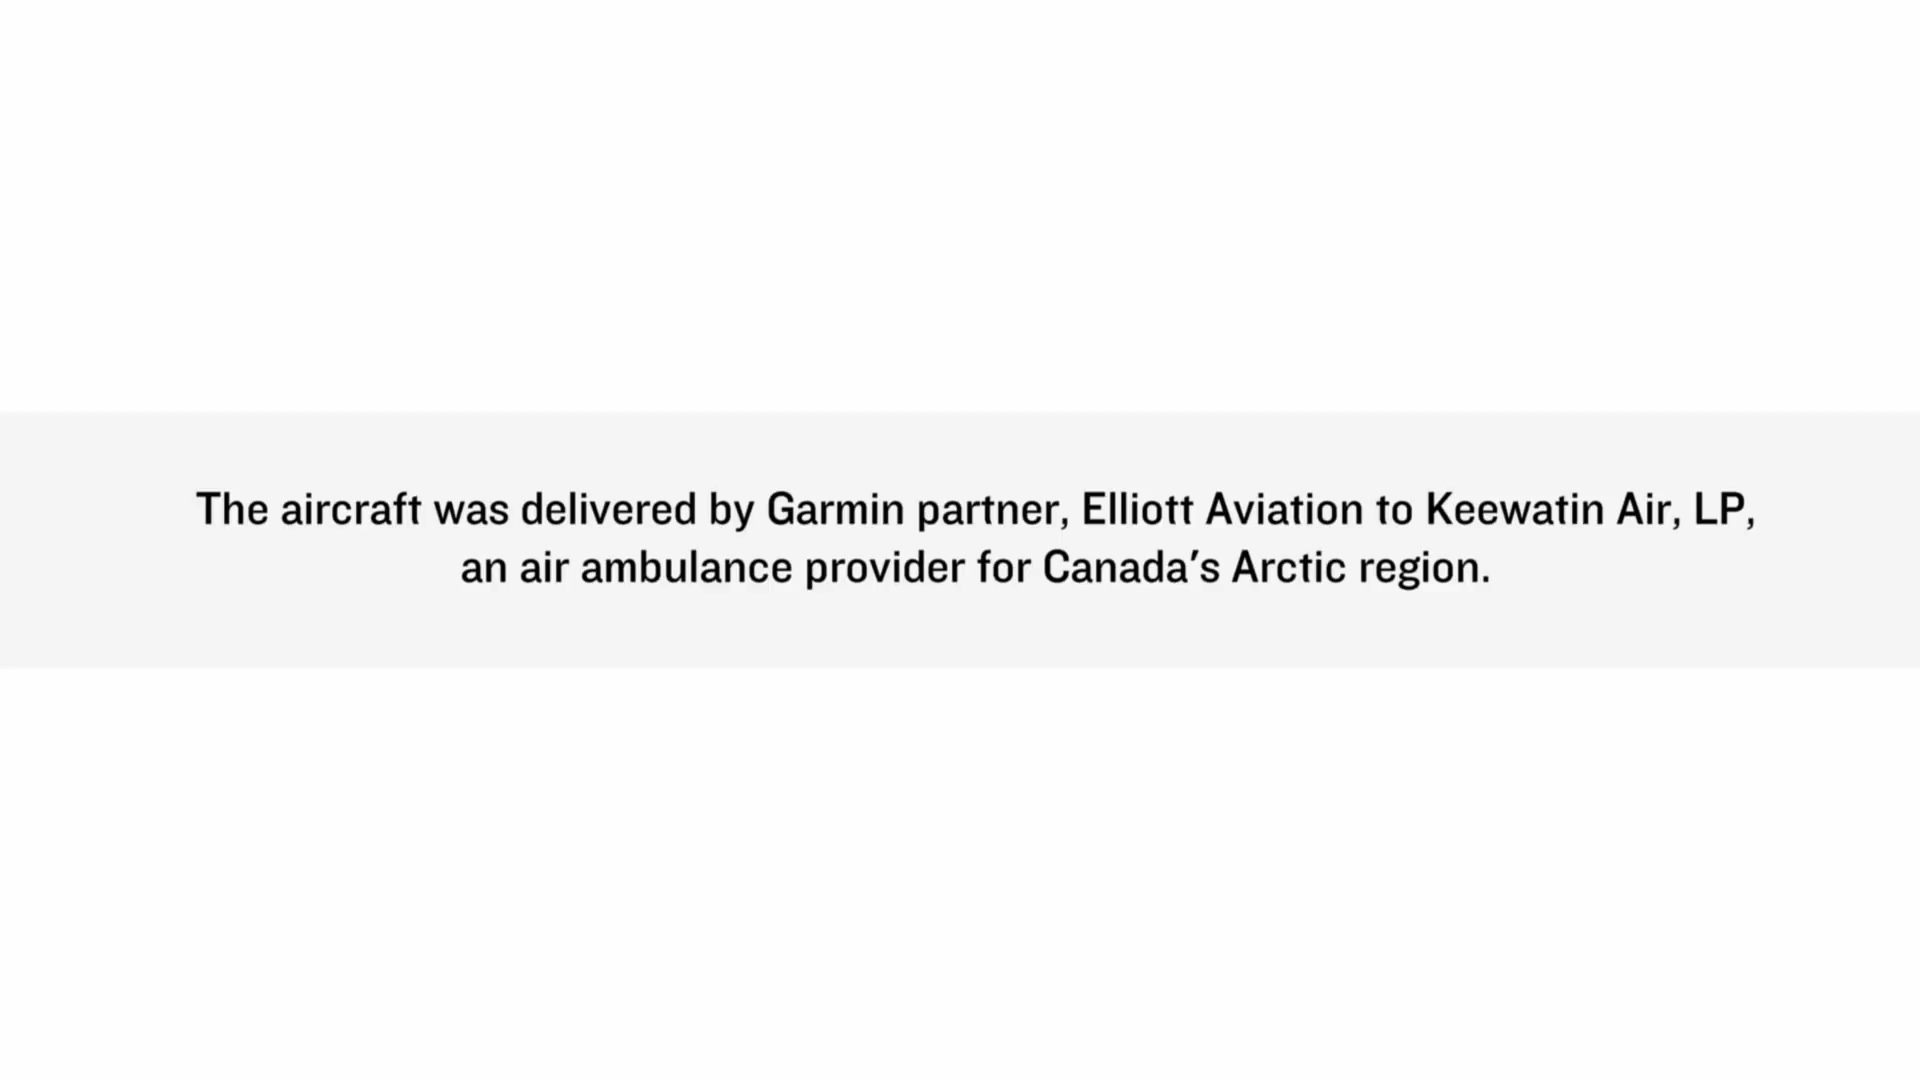 The aircraft was delivered by Garmin partner, Elliott Aviation to Keewatin Air, LP,
an air ambulance provider for Canada's Arctic region.